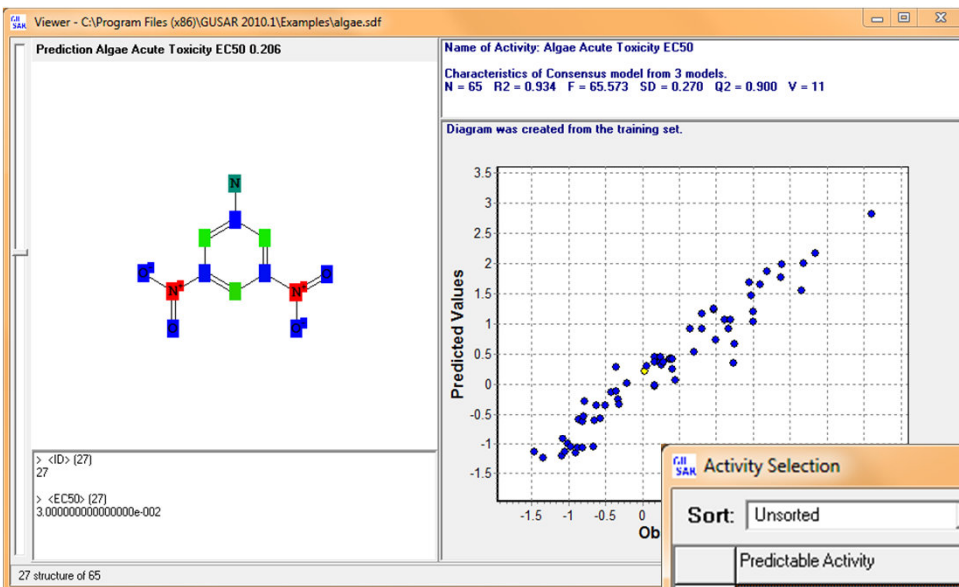 GU
SAR
Viewer - C:\Program Files (x86)\GUSAR 2010.1\Examples\algae.sdf
Prediction Algae Acute Toxicity EC50 0.206
N
O
N
O
N
O
O
> <ID> (27)
27
> <EC50> (27)
3.000000000000000e-002
27 structure of 65
Name of Activity: Algae Acute Toxicity EC50
Characteristics of Consensus model from 3 models.
N = 65 R2 = 0.934 F = 65.573 SD = 0.270 Q2 = 0.900 V = 11
Diagram was created from the training set.
Predicted Values
3.5
3
2.5
2
1.5
1
0.5
0
-0.5
-1
-1.5
-1.5 -1 -0.5 0
Ob
GU
SAR
Activity Selection
Sort: Unsorted
Predictable Activity